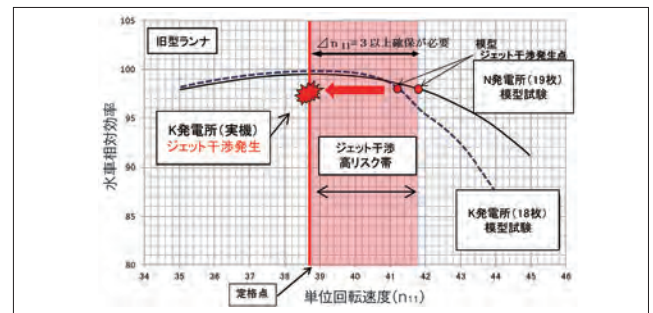 旧型ランナ
⊿n11=3以上確保が必要
模型
ジェット干渉発生点
N発電所(19枚)
模型試験
K発電所(実機)
ジェット干渉発生
ジェット干渉
高リスク帯
K発電所(18枚)
模型試験
水車相対効率
105
100
95
90
85
80
34 35 36 37 38 39 40 41 42 43 44 45 46
定格点
単位回転速度(n11)